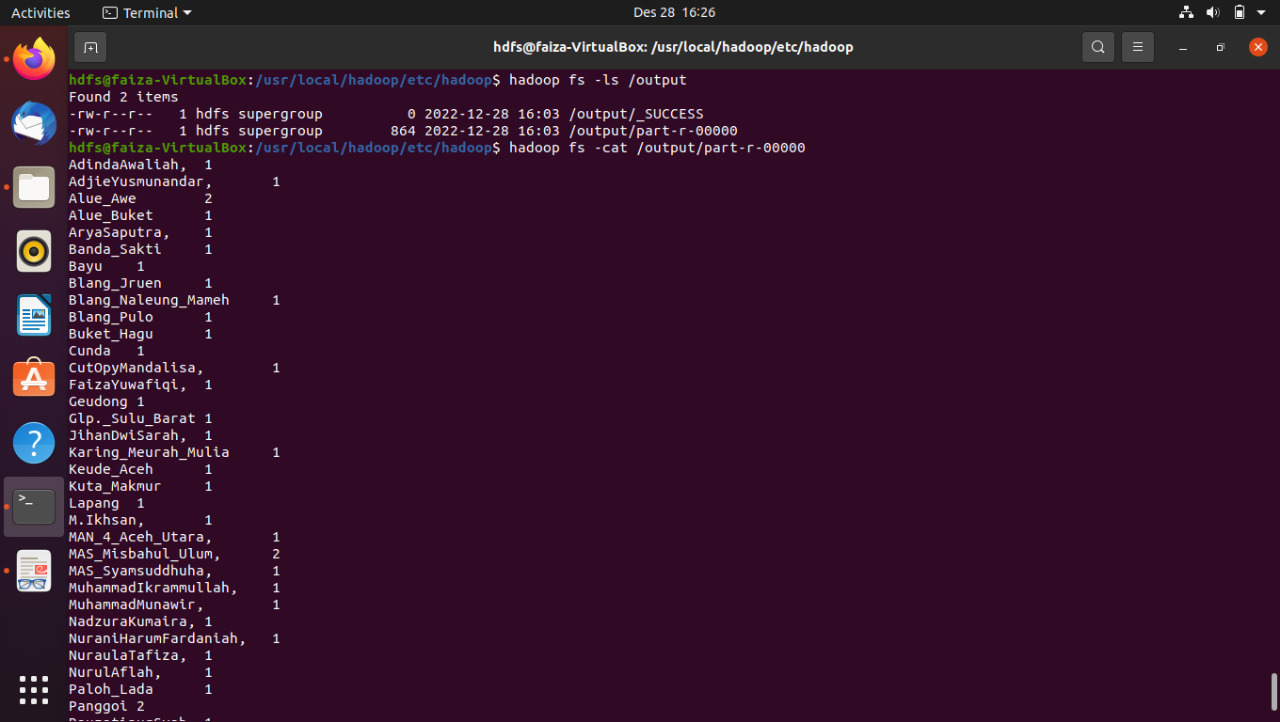 Activities Terminal Des 28 16:26
hdfs@faiza-VirtualBox: /usr/local/hadoop/etc/hadoop
hdfs@faiza-VirtualBox:/usr/local/hadoop/etc/hadoop$ hadoop fs -ls /output
Found 2 items
-rw-r--r-- 1 hdfs supergroup 0 2022-12-28 16:03 /output/_SUCCESS
-rw-r--r-- 1 hdfs supergroup 864 2022-12-28 16:03 /output/part-r-00000
hdfs@faiza-VirtualBox:/usr/local/hadoop/etc/hadoop$ hadoop fs -cat /output/part-r-00000
AdindaAwaliah, 1
AdjieYusmunandar, 1
Alue_Awe 2
Alue_Buket 1
AryaSaputra, 1
Banda_Sakti 1
Bayu 1
Blang_Jruen 1
Blang_Naleung_Mameh 1
Blang_Pulo 1
Buket_Hagu 1
Cunda 1
CutOpyMandalisa, 1
FaizaYuwafiqi, 1
Geudong 1
Glp._Sulu_Barat 1
JihanDwiSarah, 1
Karing_Meurah_Mulia 1
Keude_Aceh 1
Kuta_Makmur 1
Lapang 1
M.Ikhsan, 1
MAN_4_Aceh_Utara, 1
MAS_Misbahul_Ulum, 2
MAS_Syamsuddhuha, 1
MuhammadIkrammullah, 1
MuhammadMunawir, 1
NadzuraKumaira, 1
NuraniHarumFardaniah, 1
NuraulaTafiza, 1
NurulAflah, 1
Paloh_Lada 1
Panggoi 2